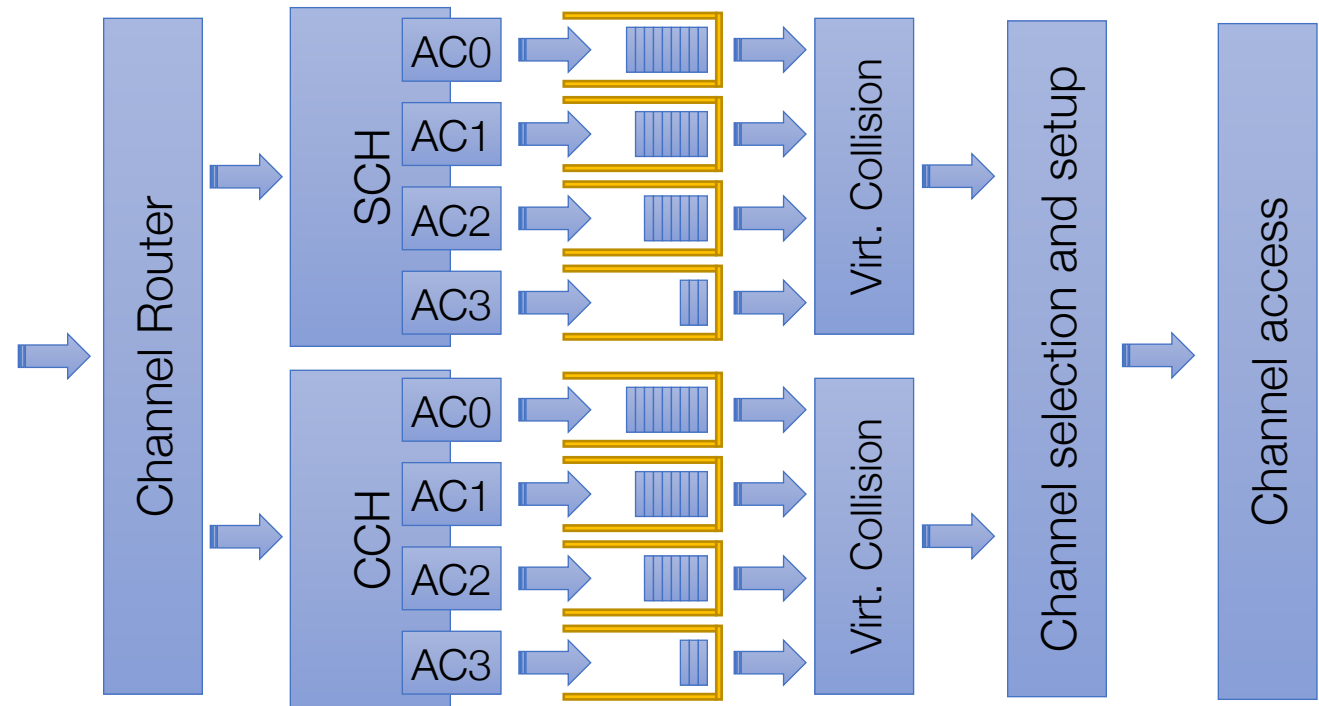 Channel Router
SCH
AC0
AC1
AC2
AC3
Virt. Collision
CCH
AC0
AC1
AC2
AC3
Virt. Collision
Channel selection and setup
Channel access